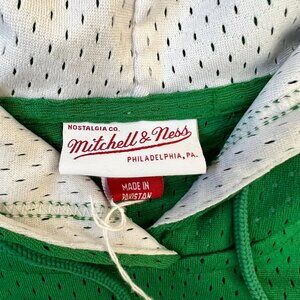 NOSTALGIA CO.
Mitchell & Ness
PHILADELPHIA, PA.
MADE IN
PAKISTAN